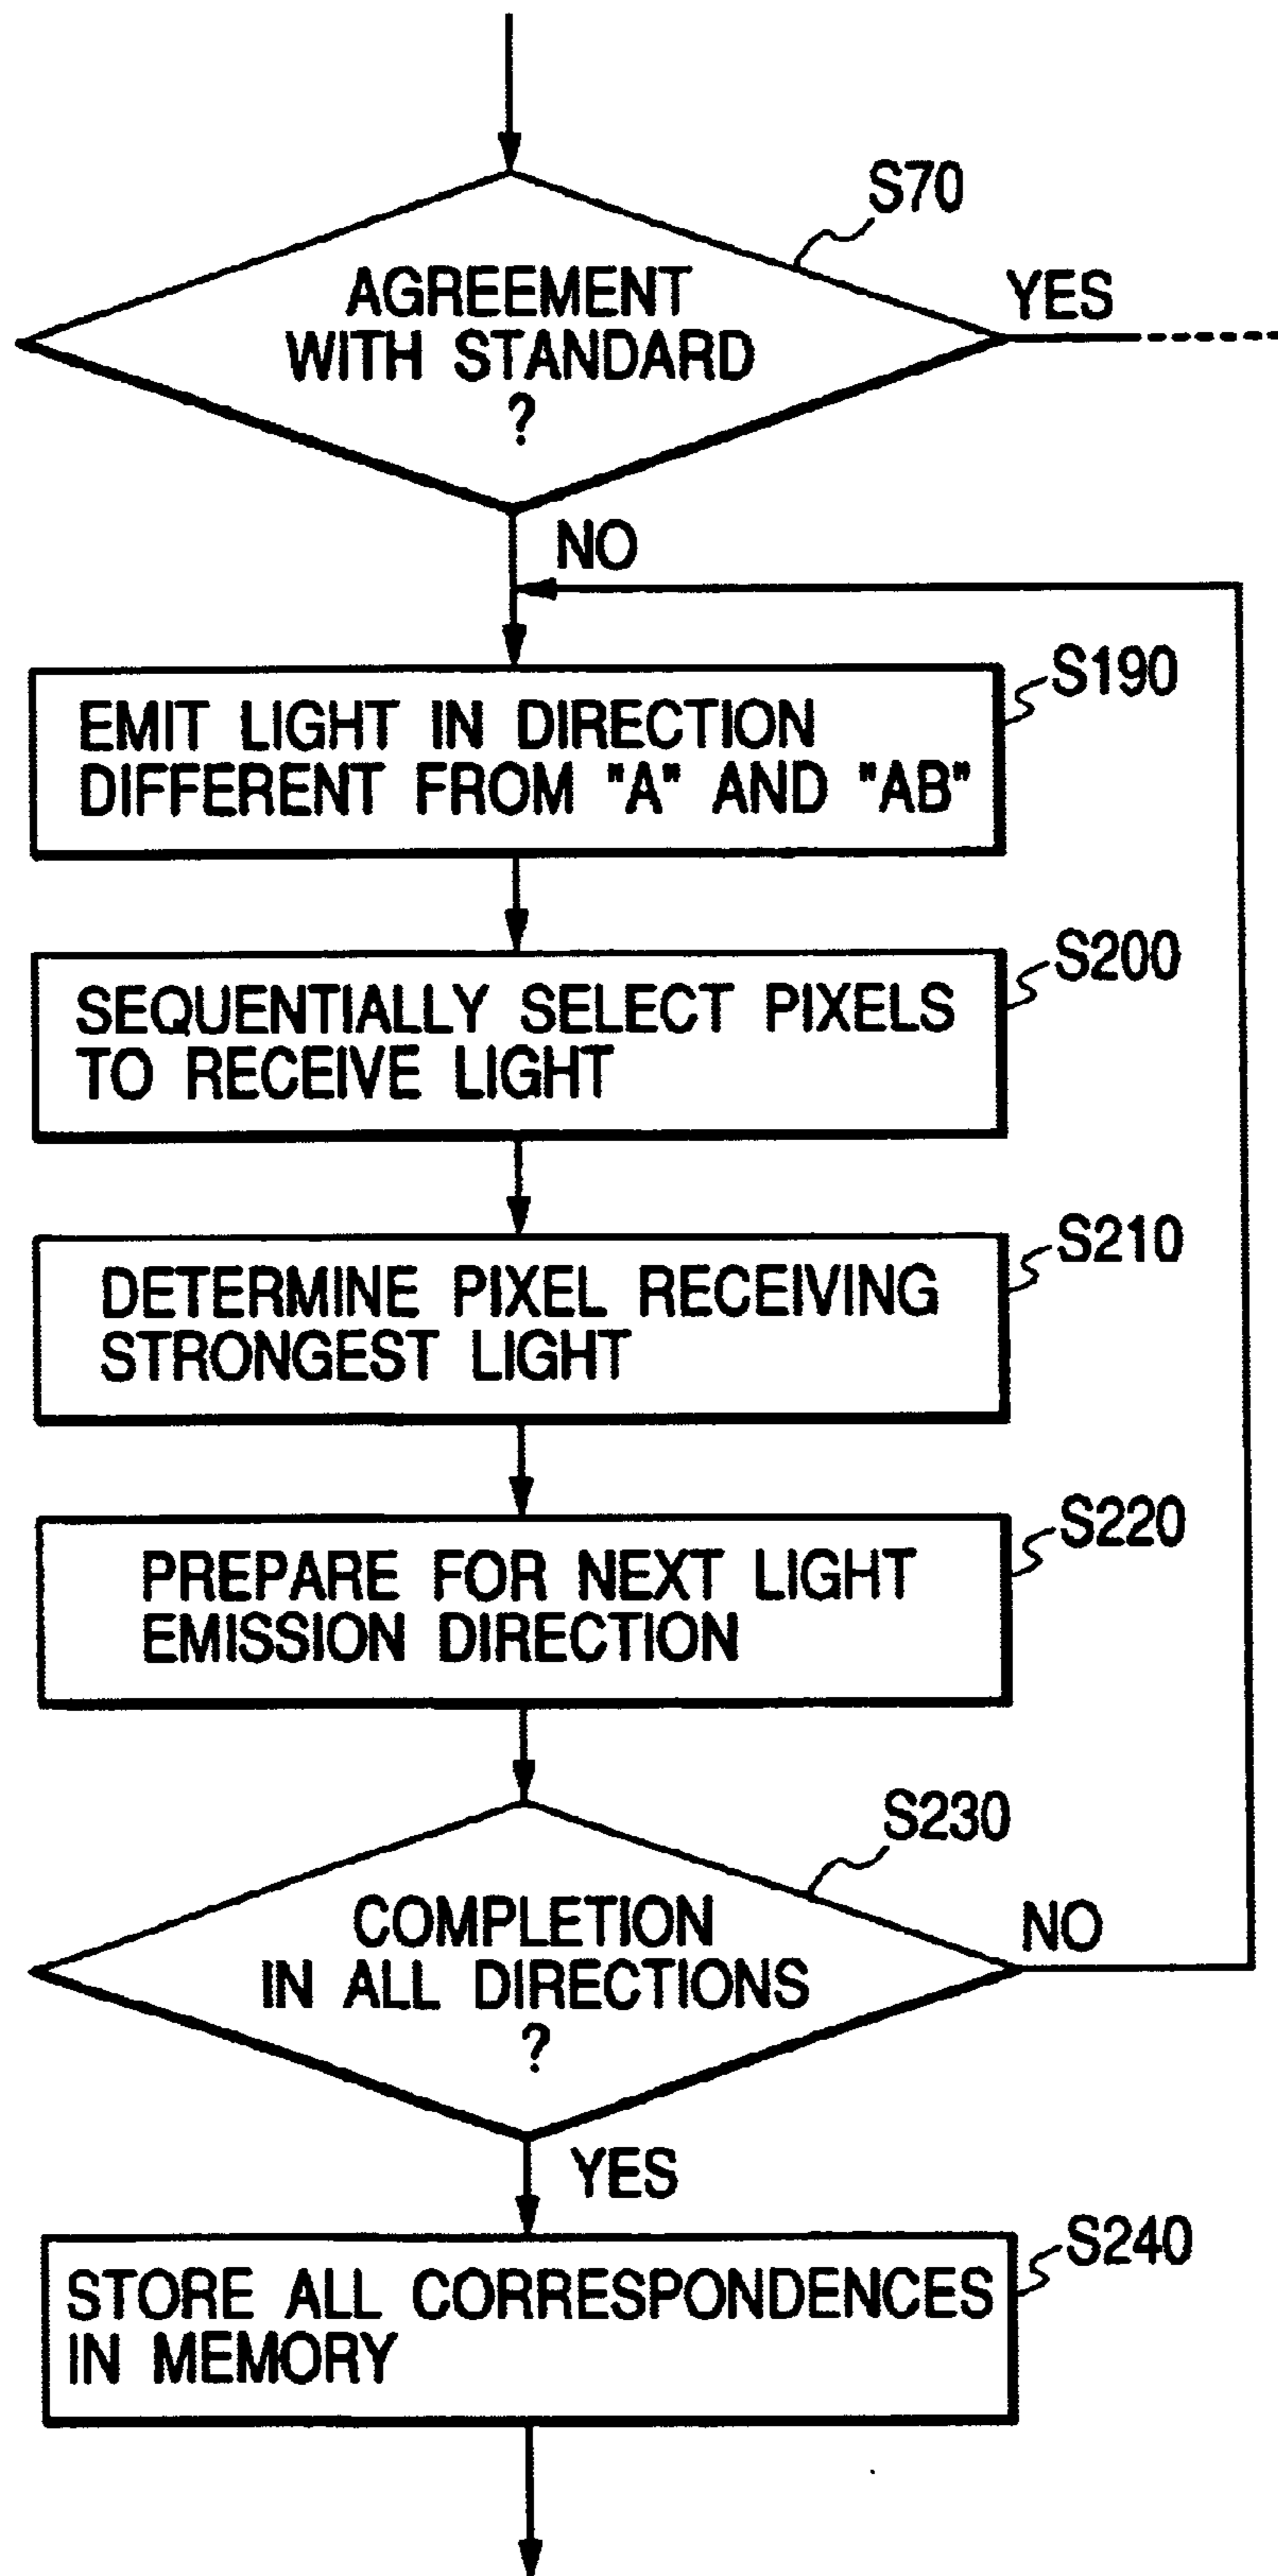 S70
AGREEMENT
WITH STANDARD
?
YES
NO
S190
EMIT LIGHT IN DIRECTION
DIFFERENT FROM "A" AND "AB"
S200
SEQUENTIALLY SELECT PIXELS
TO RECEIVE LIGHT
S210
DETERMINE PIXEL RECEIVING
STRONGEST LIGHT
S220
PREPARE FOR NEXT LIGHT
EMISSION DIRECTION
S230
COMPLETION
IN ALL DIRECTIONS
?
NO
YES
S240
STORE ALL CORRESPONDENCES
IN MEMORY